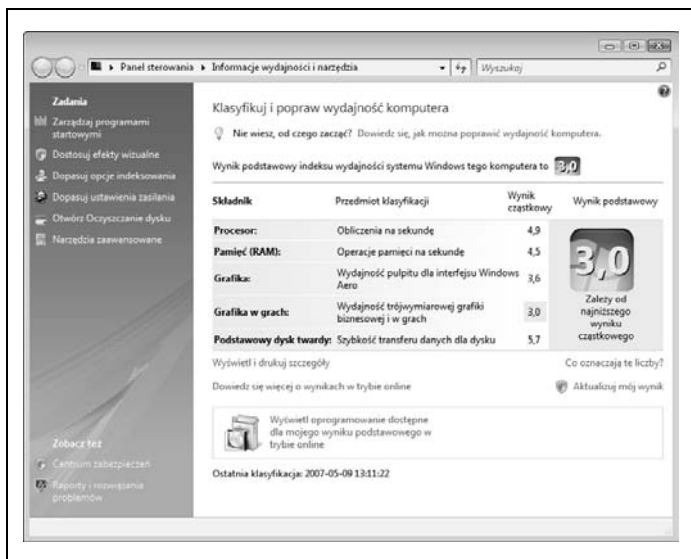 Panel sterowania ▸ Informacje wydajności i narzędzia
Wyszukaj
Zadania
Zarządzaj programami
startowymi
Dostosuj efekty wizualne
Dopasuj opcje indeksowania
Dopasuj ustawienia zasilania
Otwórz Oczyszczanie dysku
Narzędzia zaawansowane
Zobacz też
Centrum zabezpieczeń
Raporty i rozwiązania
problemów
Klasyfikuj i popraw wydajność komputera
Nie wiesz, od czego zacząć? Dowiedz się, jak można poprawić wydajność komputera.
Wynik podstawowy indeksu wydajności systemu Windows tego komputera to 3,0
Składnik Przedmiot klasyfikacji Wynik cząstkowy Wynik podstawowy
Procesor: Obliczenia na sekundę 4,9
Pamięć (RAM): Operacje pamięci na sekundę 4,5
Grafika: Wydajność pulpitu dla interfejsu Windows Aero 3,6
Grafika w grach: Wydajność trójwymiarowej grafiki biznesowej i w grach 3,0
Podstawowy dysk twardy: Szybkość transferu danych dla dysku 5,7
3,0
Zależy od
najniższego
wyniku
cząstkowego
Wyświetl i drukuj szczegóły Co oznaczają te liczby?
Dowiedz się więcej o wynikach w trybie online Aktualizuj mój wynik
Wyświetl oprogramowanie dostępne
dla mojego wyniku podstawowego w
trybie online
Ostatnia klasyfikacja: 2007-05-09 13:11:22